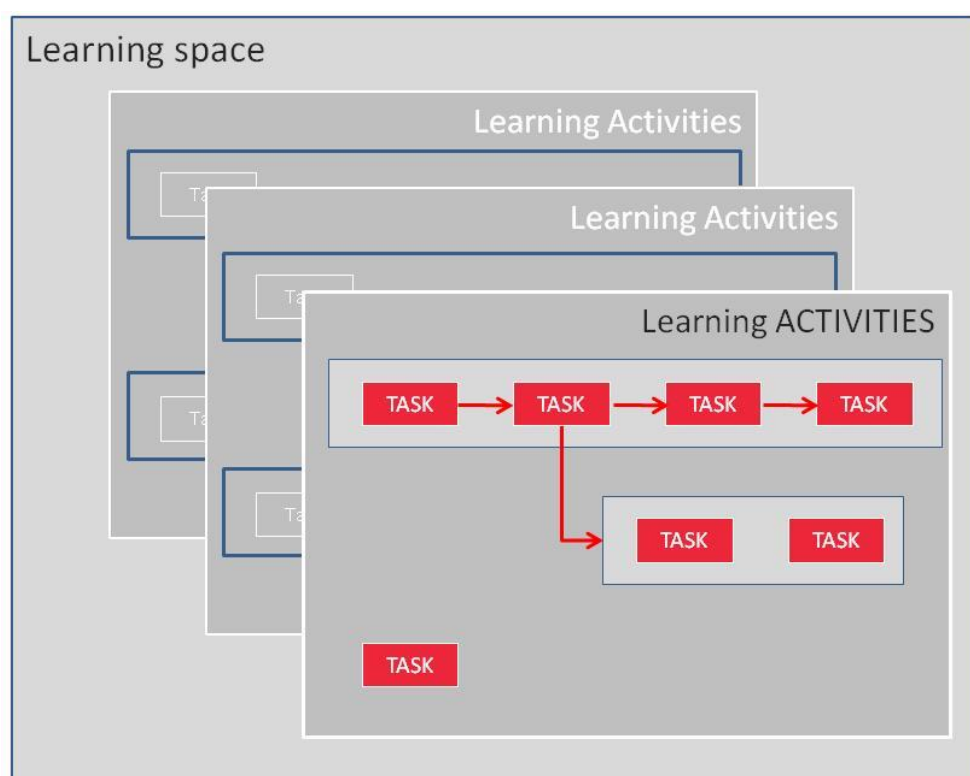 Learning space
Learning Activities
Learning Activities
Learning ACTIVITIES
TASK TASK TASK TASK
TASK TASK
TASK